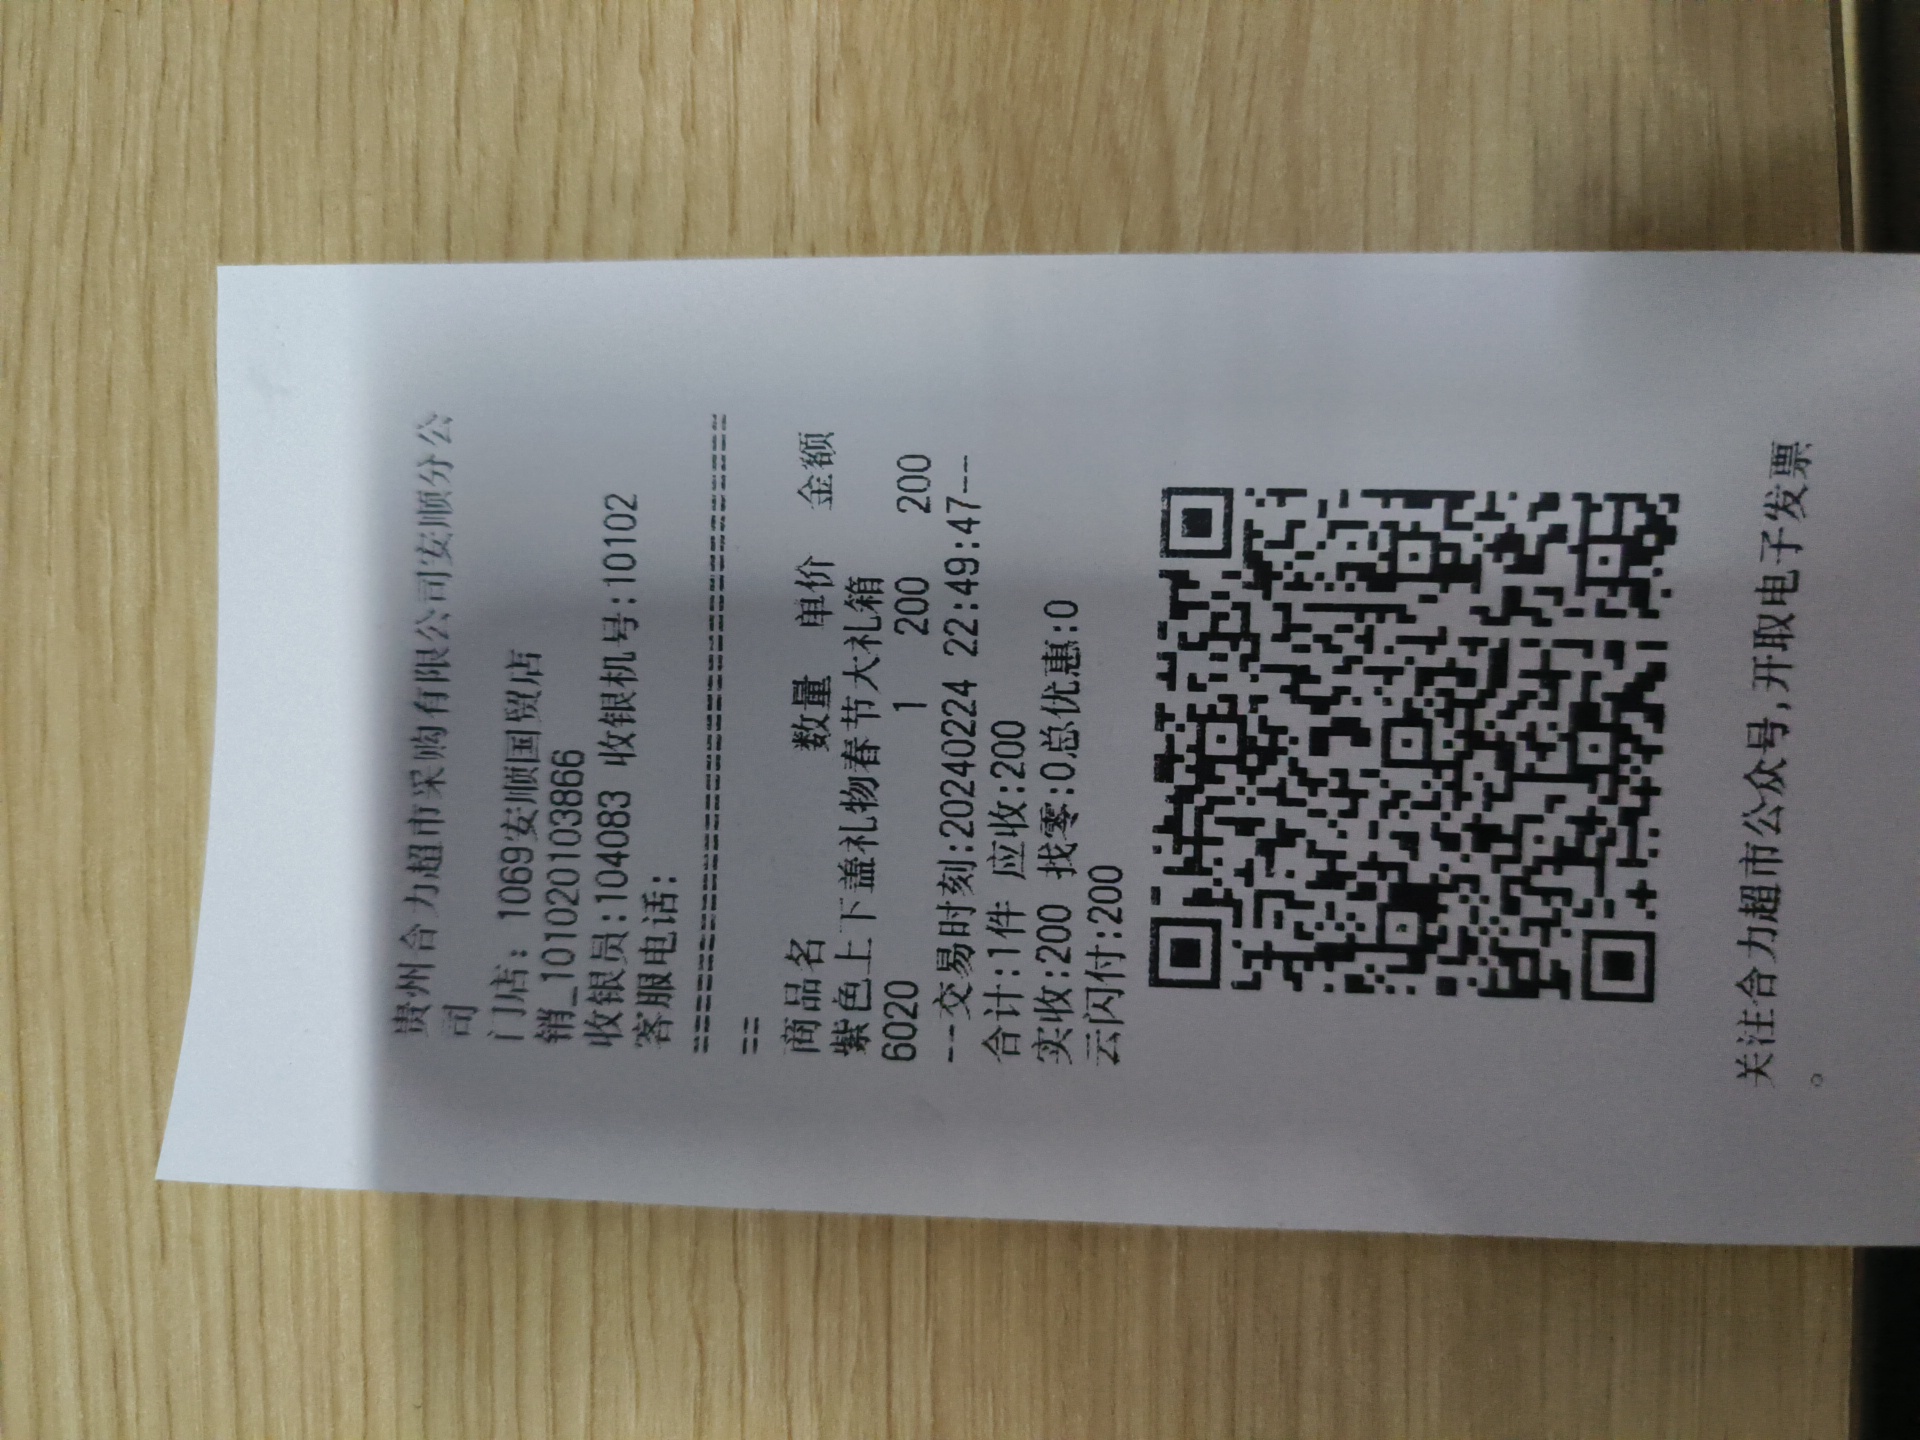 贵州合力超市采购有限公司安顺分公
司
门店: 1069安顺国贸店
销_101020103866
收银员:104083 收银机号:10102
客服电话:
==========================================
==
商品名 数量 单价 金额
紫色上下盖礼物春节大礼箱
6020 1 200 200
--交易时刻:20240224 22:49:47---
合计:1件 应收:200
实收:200 找零:0总优惠:0
云闪付:200
关注合力超市公众号,开取电子发票
。